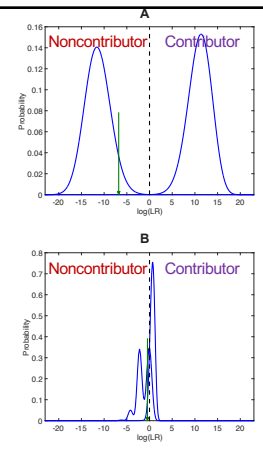 A
0.16
0.14
0.12
0.1
0.08
0.06
0.04
0.02
0
Probability
Noncontributor Contributor
-20 -15 -10 -5 0 5 10 15 20
log(LR)
B
0.8
0.7
0.6
0.5
0.4
0.3
0.2
0.1
0
Probability
Noncontributor Contributor
-20 -15 -10 -5 0 5 10 15 20
log(LR)